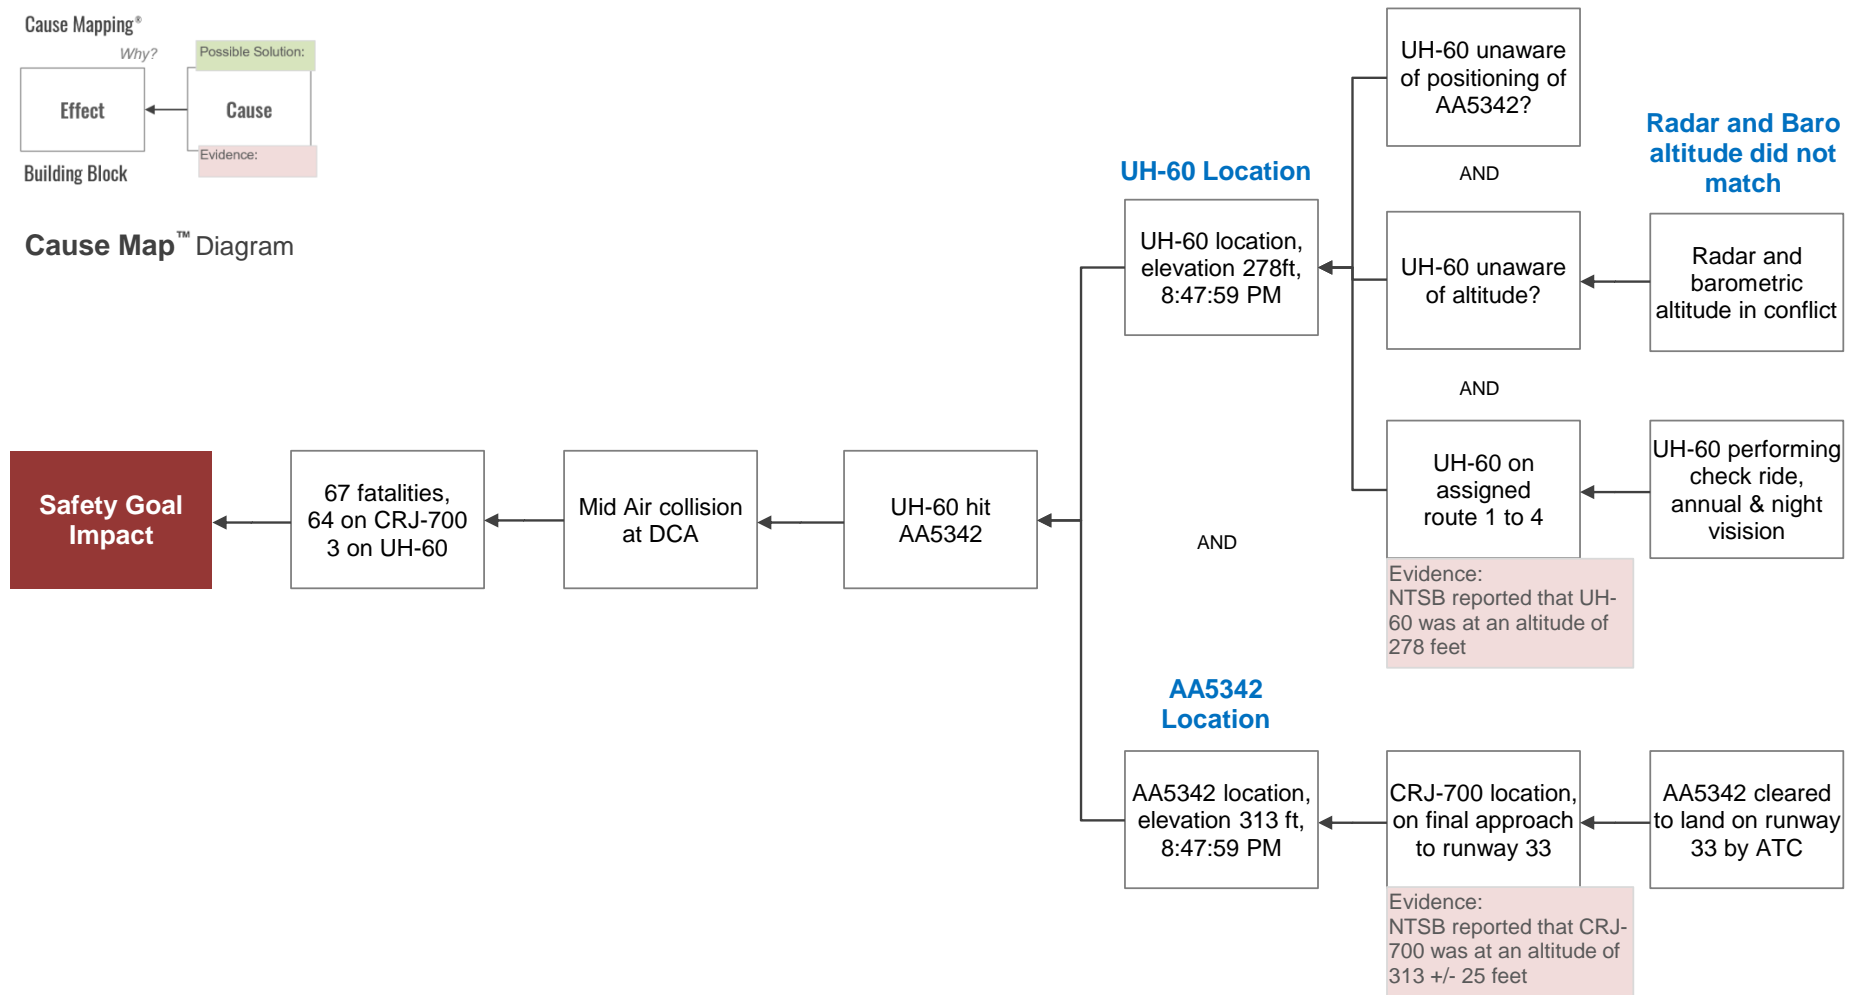 Cause Mapping®
Why?
Possible Solution:
Effect
Cause
Evidence:
Building Block
Cause Map™ Diagram
Safety Goal
Impact
67 fatalities,
64 on CRJ-700
3 on UH-60
Mid Air collision
at DCA
UH-60 hit
AA5342
AND
UH-60 Location
UH-60 location,
elevation 278ft,
8:47:59 PM
UH-60 unaware
of positioning of
AA5342?
AND
UH-60 unaware
of altitude?
Radar and Baro
altitude did not
match
Radar and
barometric
altitude in conflict
AND
UH-60 on
assigned
route 1 to 4
Evidence:
NTSB reported that UH-
60 was at an altitude of
278 feet
UH-60 performing
check ride,
annual & night
visision
AA5342
Location
AA5342 location,
elevation 313 ft,
8:47:59 PM
CRJ-700 location,
on final approach
to runway 33
Evidence:
NTSB reported that CRJ-
700 was at an altitude of
313 +/- 25 feet
AA5342 cleared
to land on runway
33 by ATC